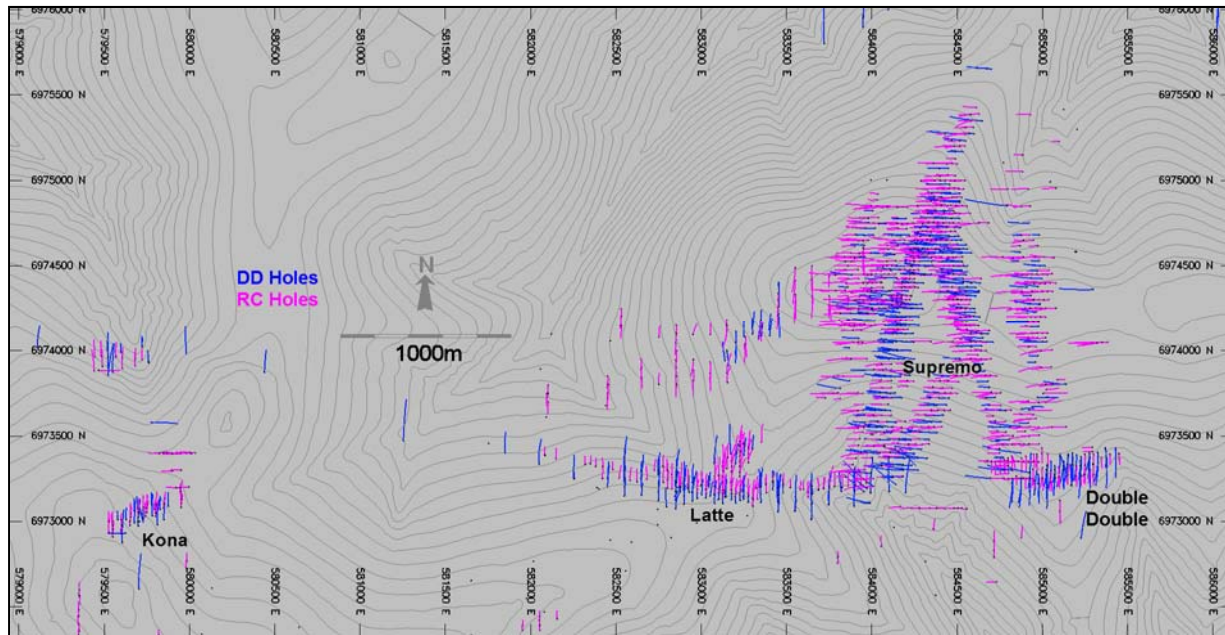 6976000 N
6976000 N
579000 E
579500 E
580000 E
580500 E
581000 E
581500 E
582000 E
582500 E
583000 E
583500 E
584000 E
584500 E
585000 E
585500 E
586000 E
6975500 N
6975500 N
6975000 N
6975000 N
6974500 N
6974500 N
DD Holes
RC Holes
N
1000m
6974000 N
6974000 N
Supremo
6973500 N
6973500 N
Latte
Double
Double
6973000 N
6973000 N
Kona
579000 E
579500 E
580000 E
580500 E
581000 E
581500 E
582000 E
582500 E
583000 E
583500 E
584000 E
584500 E
585000 E
585500 E
586000 E